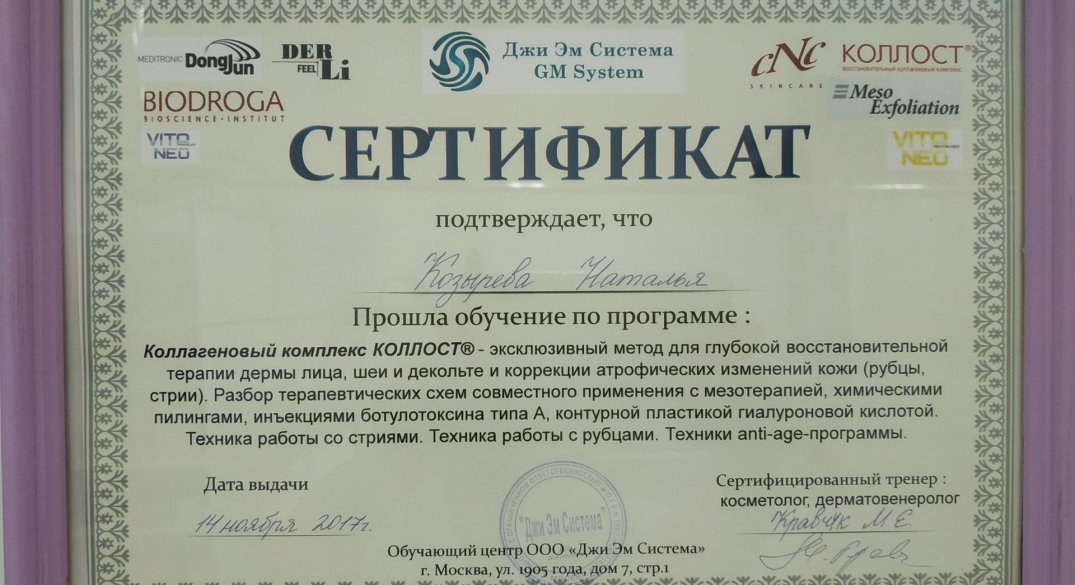 MEDITRONIC DongJun
DER
FEEL Li
Джи Эм Система
GM System
CNC
SKINCARE
КОЛЛОСТ®
ВОССТАНОВИТЕЛЬНЫЙ КОЛЛАГЕНОВЫЙ КОМПЛЕКС
BIODROGA
BIOSCIENCE • INSTITUT
Meso
Exfoliation
VITO
NEO
VITO
NEO
СЕРТИФИКАТ
подтверждает, что
Козырева Наталья
Прошла обучение по программе :
Коллагеновый комплекс КОЛЛОСТ® - эксклюзивный метод для глубокой восстановительной
терапии дермы лица, шеи и декольте и коррекции атрофических изменений кожи (рубцы,
стрии). Разбор терапевтических схем совместного применения с мезотерапией, химическими
пилингами, инъекциями ботулотоксина типа А, контурной пластикой гиалуроновой кислотой.
Техника работы со стриями. Техника работы с рубцами. Техники anti-age-программы.
Дата выдачи
14 ноября 2017г.
Сертифицированный тренер :
косметолог, дерматовенеролог
Кравчук М.Е.
"Джи Эм Система"
Обучающий центр ООО «Джи Эм Система»
г. Москва, ул. 1905 года, дом 7, стр.1